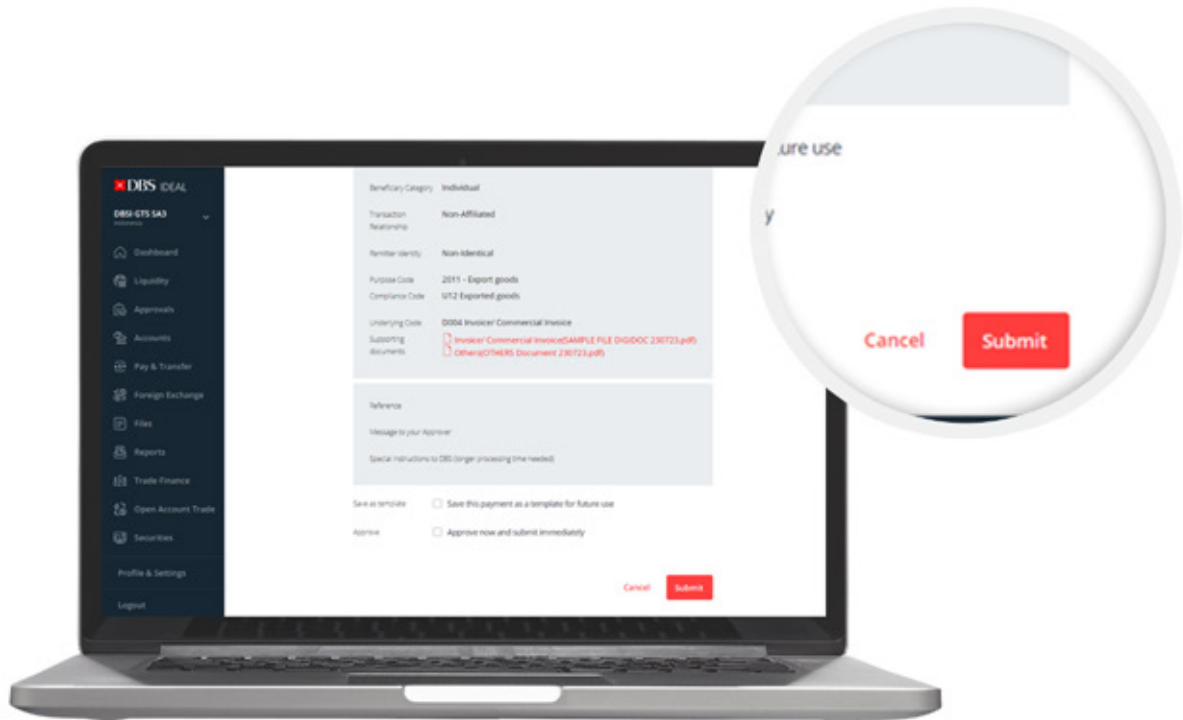 DBS IDEAL
DBSI GTS SA3
Indonesia
Dashboard
Liquidity
Approvals
Accounts
Pay & Transfer
Foreign Exchange
Files
Reports
Trade Finance
Open Account Trade
Securities
Profile & Settings
Logout
Beneficiary Category Individual
Transaction Non-Affiliated
Relationship
Remitter Identity Non-Identical
Purpose Code 2011 - Export goods
Compliance Code U12 Exported goods
Underlying Code D004 Invoice/ Commercial Invoice
Supporting Invoice/ Commercial Invoice(SAMPLE FILE DIGIDOC 230723.pdf)
documents Others(OTHERS Document 230723.pdf)
Reference
Message to your Approver
Special Instructions to DBS (longer processing time needed)
Save as template Save this payment as a template for future use
Approve Approve now and submit immediately
Cancel Submit
ture use
y
Cancel Submit